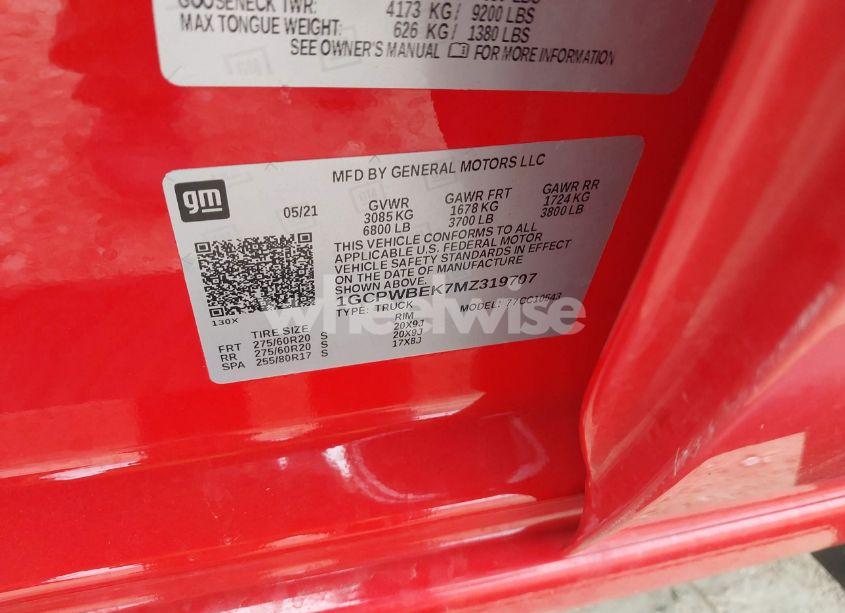 GOOSENECK TWR: 4173 KG/ 9200 LBS
MAX TONGUE WEIGHT: 626 KG/ 1380 LBS
SEE OWNER'S MANUAL FOR MORE INFORMATION
MFD BY GENERAL MOTORS LLC
gm
05/21 GVWR GAWR FRT GAWR RR
3085 KG 1678 KG 1724 KG
6800 LB 3700 LB 3800 LB
THIS VEHICLE CONFORMS TO ALL
APPLICABLE U.S. FEDERAL MOTOR
VEHICLE SAFETY STANDARDS IN EFFECT
ON THE DATE OF MANUFACTURE
SHOWN ABOVE.
1GCPWBEK7MZ319707
130X TYPE: TRUCK MODEL: 7 / CC10543
TIRE SIZE RIM
FRT 275/60R20 S 20X9J
RR 275/60R20 S 20X9J
SPA 255/80R17 S 17X8J
wheelwise